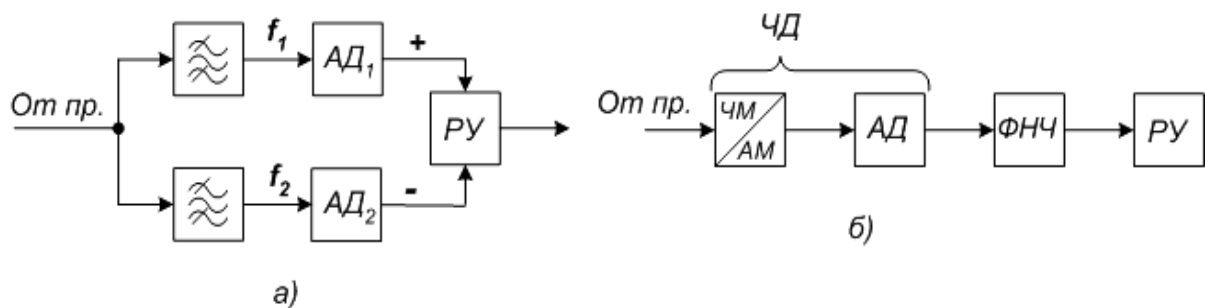 От пр.
f₁
АД₁
+
РУ
f₂
АД₂
-
а)
ЧД
От пр.
ЧМ
АМ
АД
ФНЧ
РУ
б)